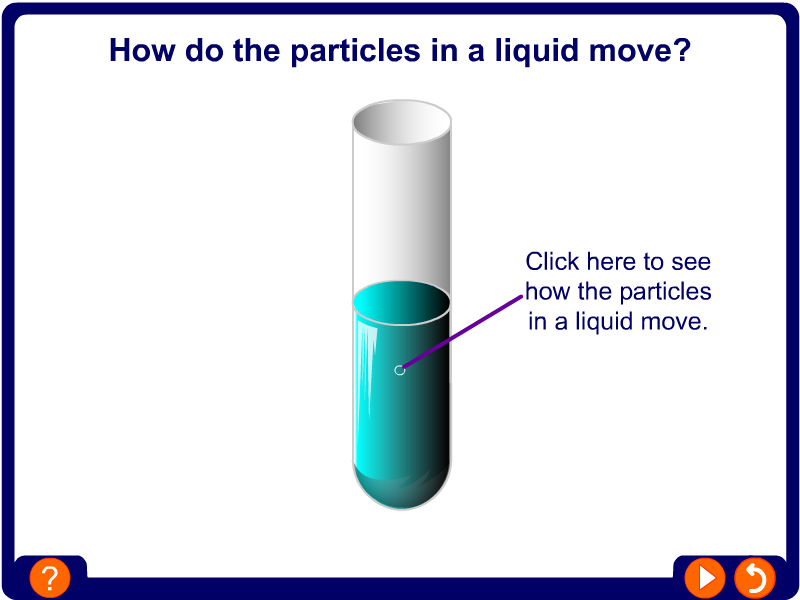 How do the particles in a liquid move?
Click here to see
how the particles
in a liquid move.
?